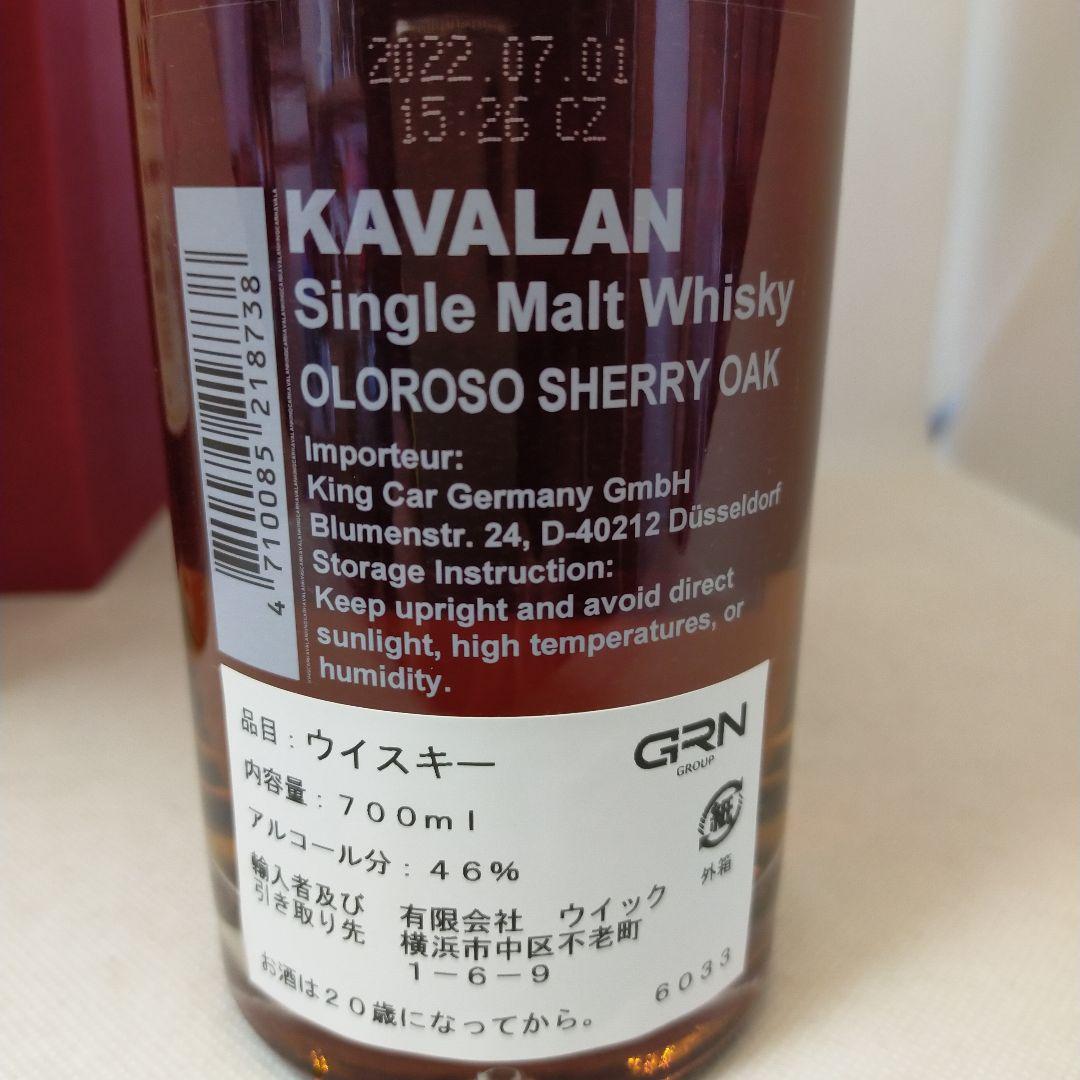 2022.07.01
15:26 CZ
KAVALAN
Single Malt Whisky
OLOROSO SHERRY OAK
4 710085 218738
Importeur:
King Car Germany GmbH
Blumenstr. 24, D-40212 Düsseldorf
Storage Instruction:
Keep upright and avoid direct
sunlight, high temperatures, or
humidity.
GRN
GROUP
品目：ウイスキー
内容量：７００ｍｌ
アルコール分：４６％
紙
外箱
輸入者及び
引き取り先
有限会社　ウイック
横浜市中区不老町
１－６－９
お酒は２０歳になってから。
６０３３